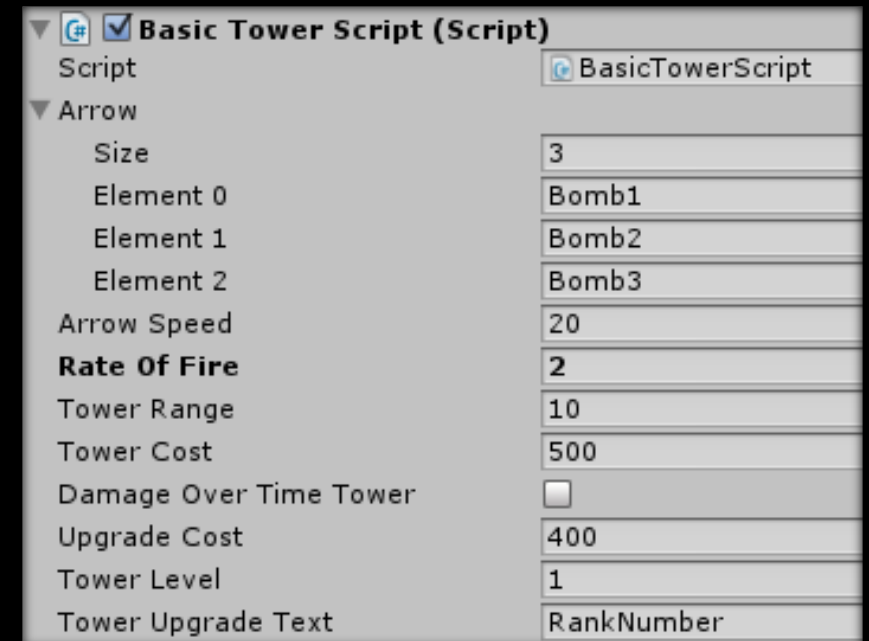 Basic Tower Script (Script)
Script BasicTowerScript
Arrow
Size 3
Element 0 Bomb1
Element 1 Bomb2
Element 2 Bomb3
Arrow Speed 20
Rate Of Fire 2
Tower Range 10
Tower Cost 500
Damage Over Time Tower
Upgrade Cost 400
Tower Level 1
Tower Upgrade Text RankNumber